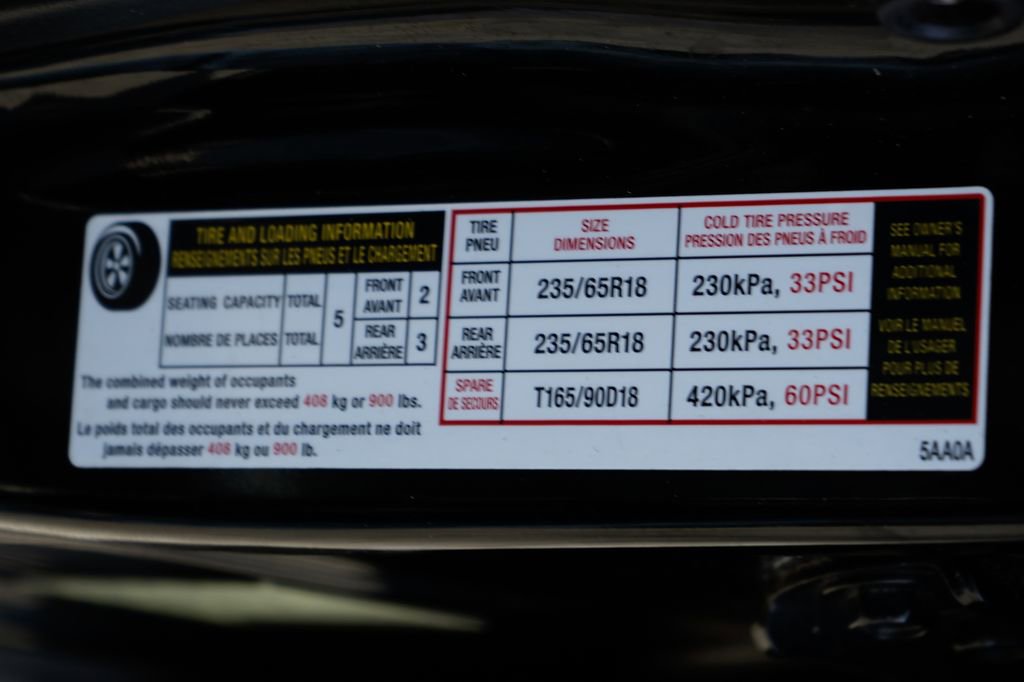 TIRE AND LOADING INFORMATION
RENSEIGNEMENTS SUR LES PNEUS ET LE CHARGEMENT
SEATING CAPACITY TOTAL
NOMBRE DE PLACES TOTAL
5
FRONT
AVANT
2
REAR
ARRIÈRE
3
The combined weight of occupants
and cargo should never exceed 408 kg or 900 lbs.
Le poids total des occupants et du chargement ne doit
jamais dépasser 408 kg ou 900 lb.
TIRE
PNEU
SIZE
DIMENSIONS
COLD TIRE PRESSURE
PRESSION DES PNEUS À FROID
FRONT
AVANT
235/65R18
230kPa, 33PSI
REAR
ARRIÈRE
235/65R18
230kPa, 33PSI
SPARE
DE SECOURS
T165/90D18
420kPa, 60PSI
SEE OWNER'S
MANUAL FOR
ADDITIONAL
INFORMATION
VOIR LE MANUEL
DE L'USAGER
POUR PLUS DE
RENSEIGNEMENTS
5AA0A